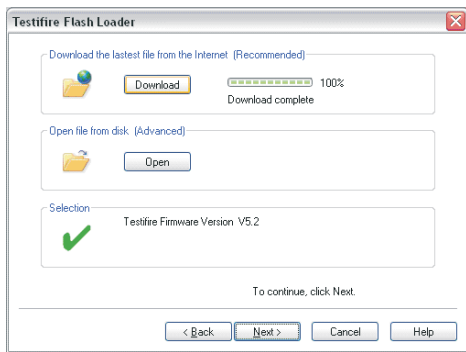 Testifire Flash Loader
Download the lastest file from the Internet (Recommended)
Download
100%
Download complete
Open file from disk (Advanced)
Open
Selection
Testifire Firmware Version V5.2
To continue, click Next.
< Back Next > Cancel Help